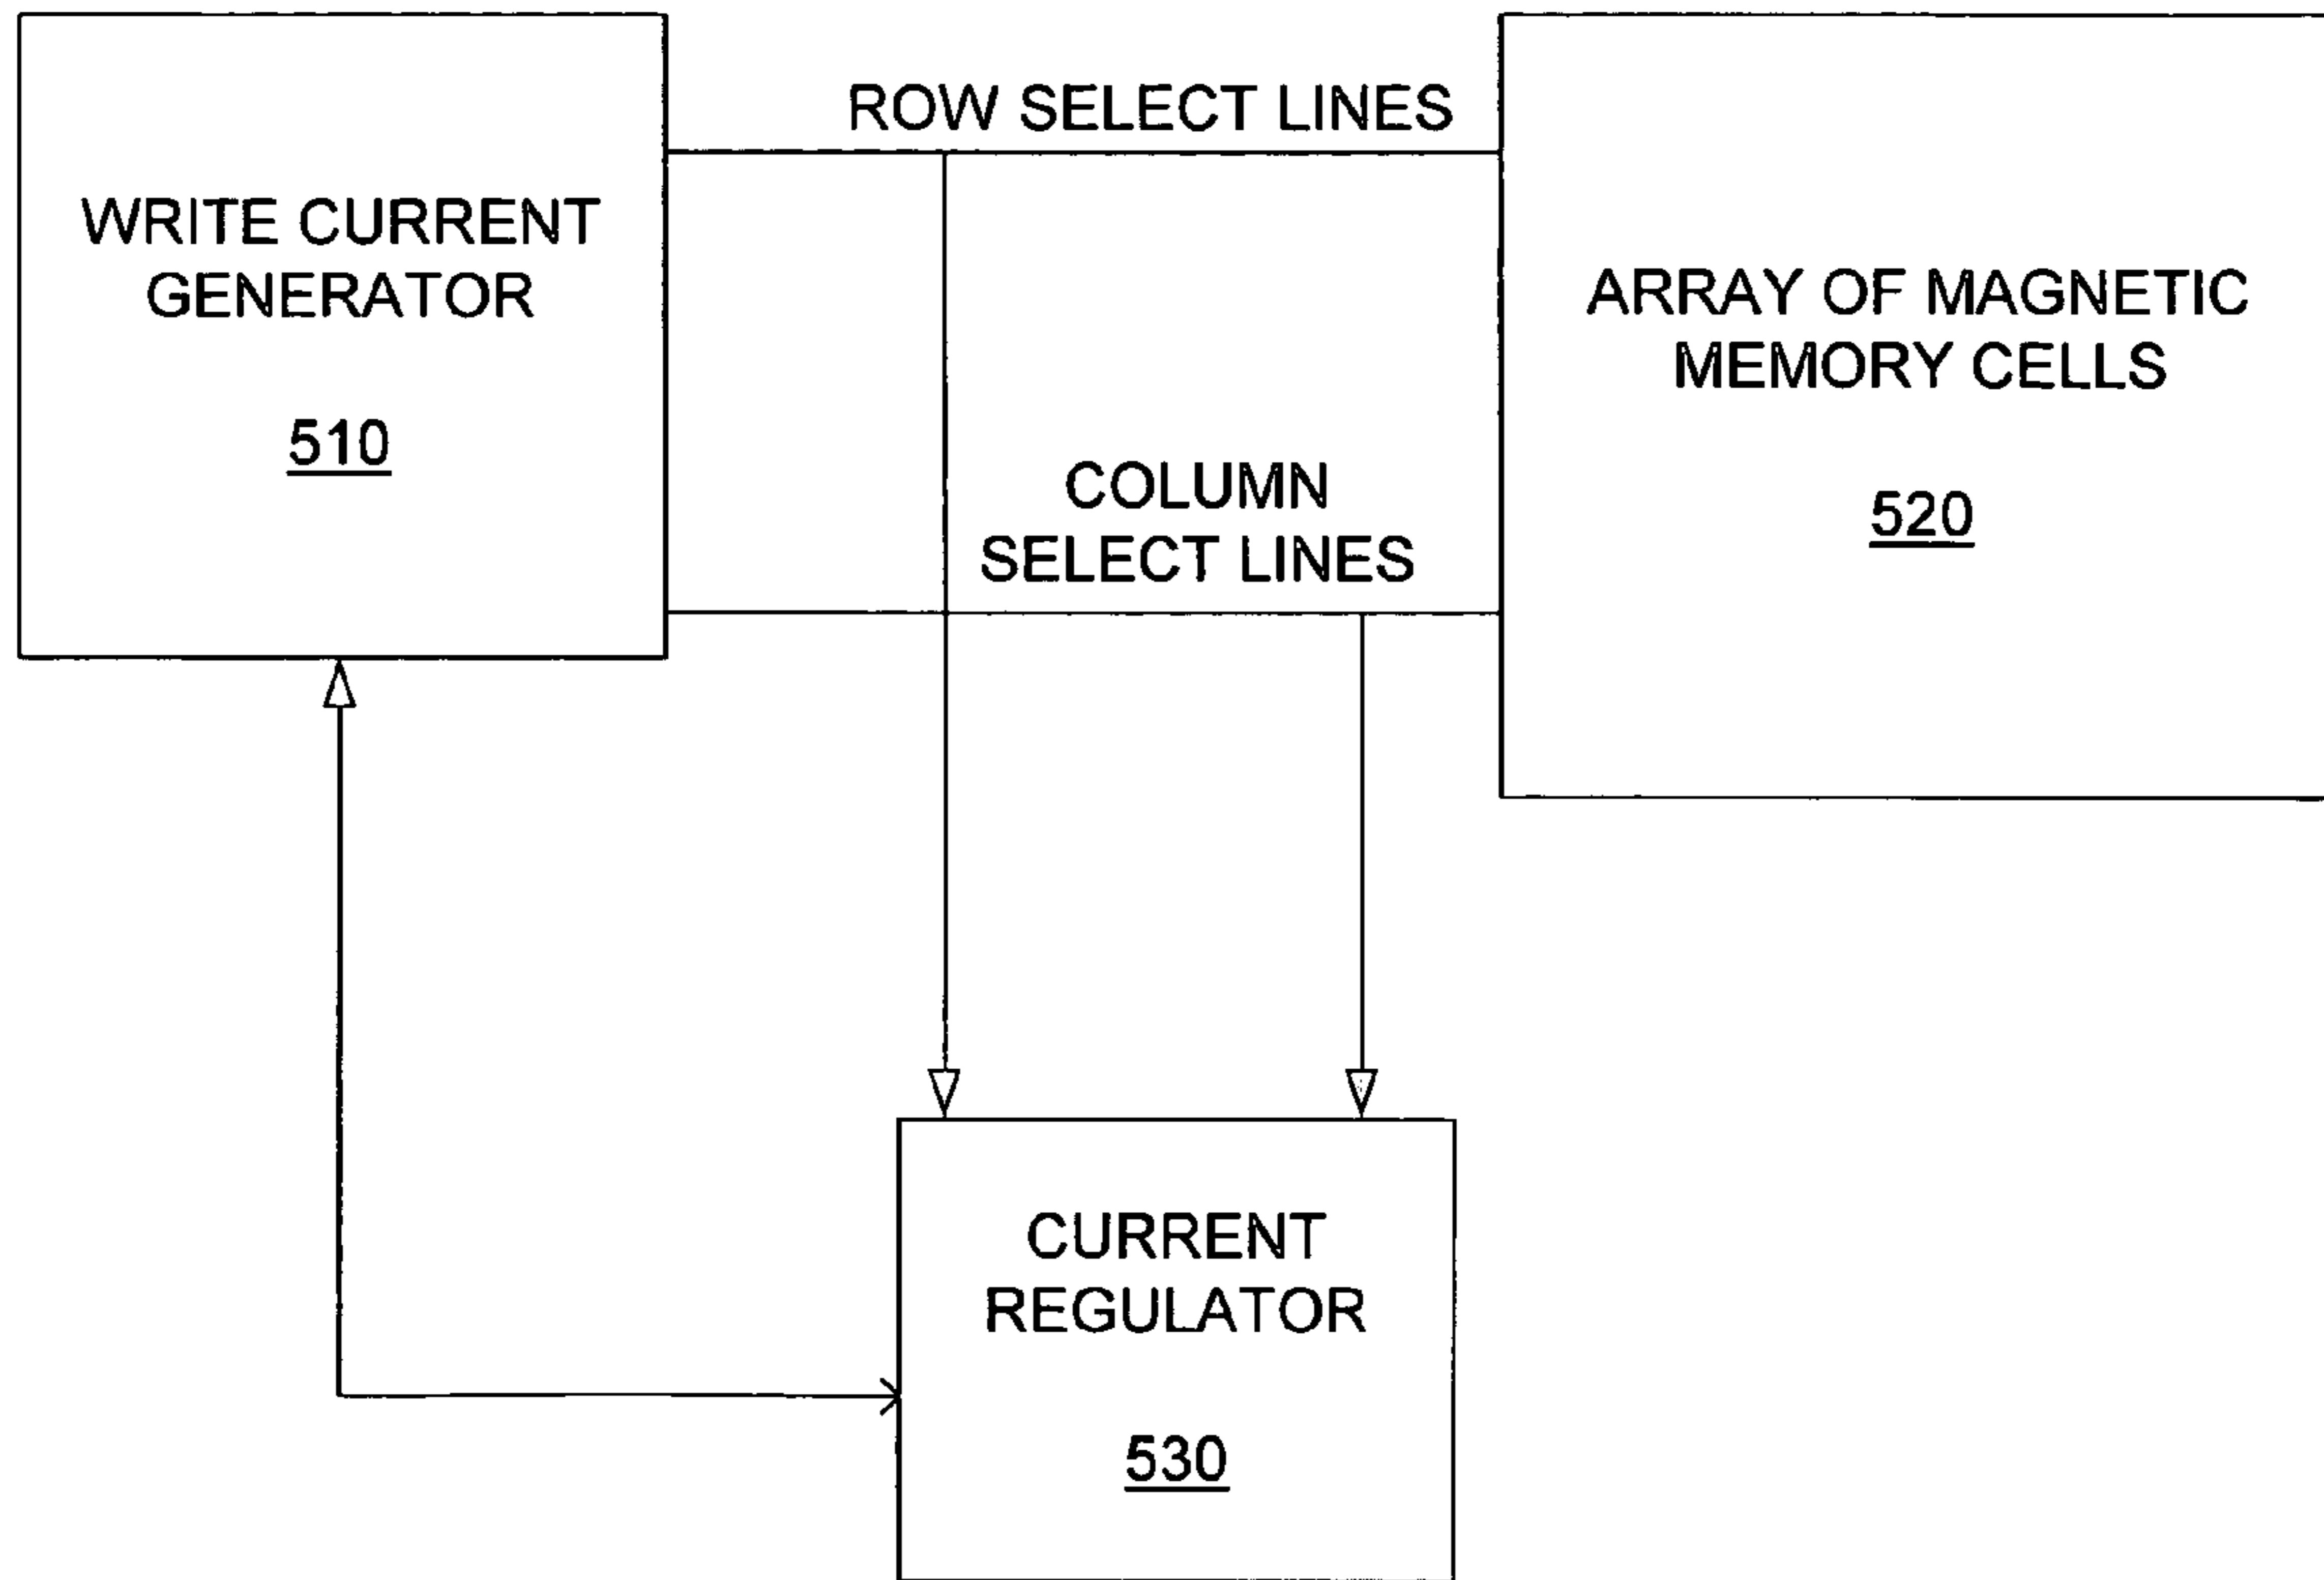 ROW SELECT LINES
WRITE CURRENT
GENERATOR
510
ARRAY OF MAGNETIC
MEMORY CELLS
520
COLUMN
SELECT LINES
CURRENT
REGULATOR
530